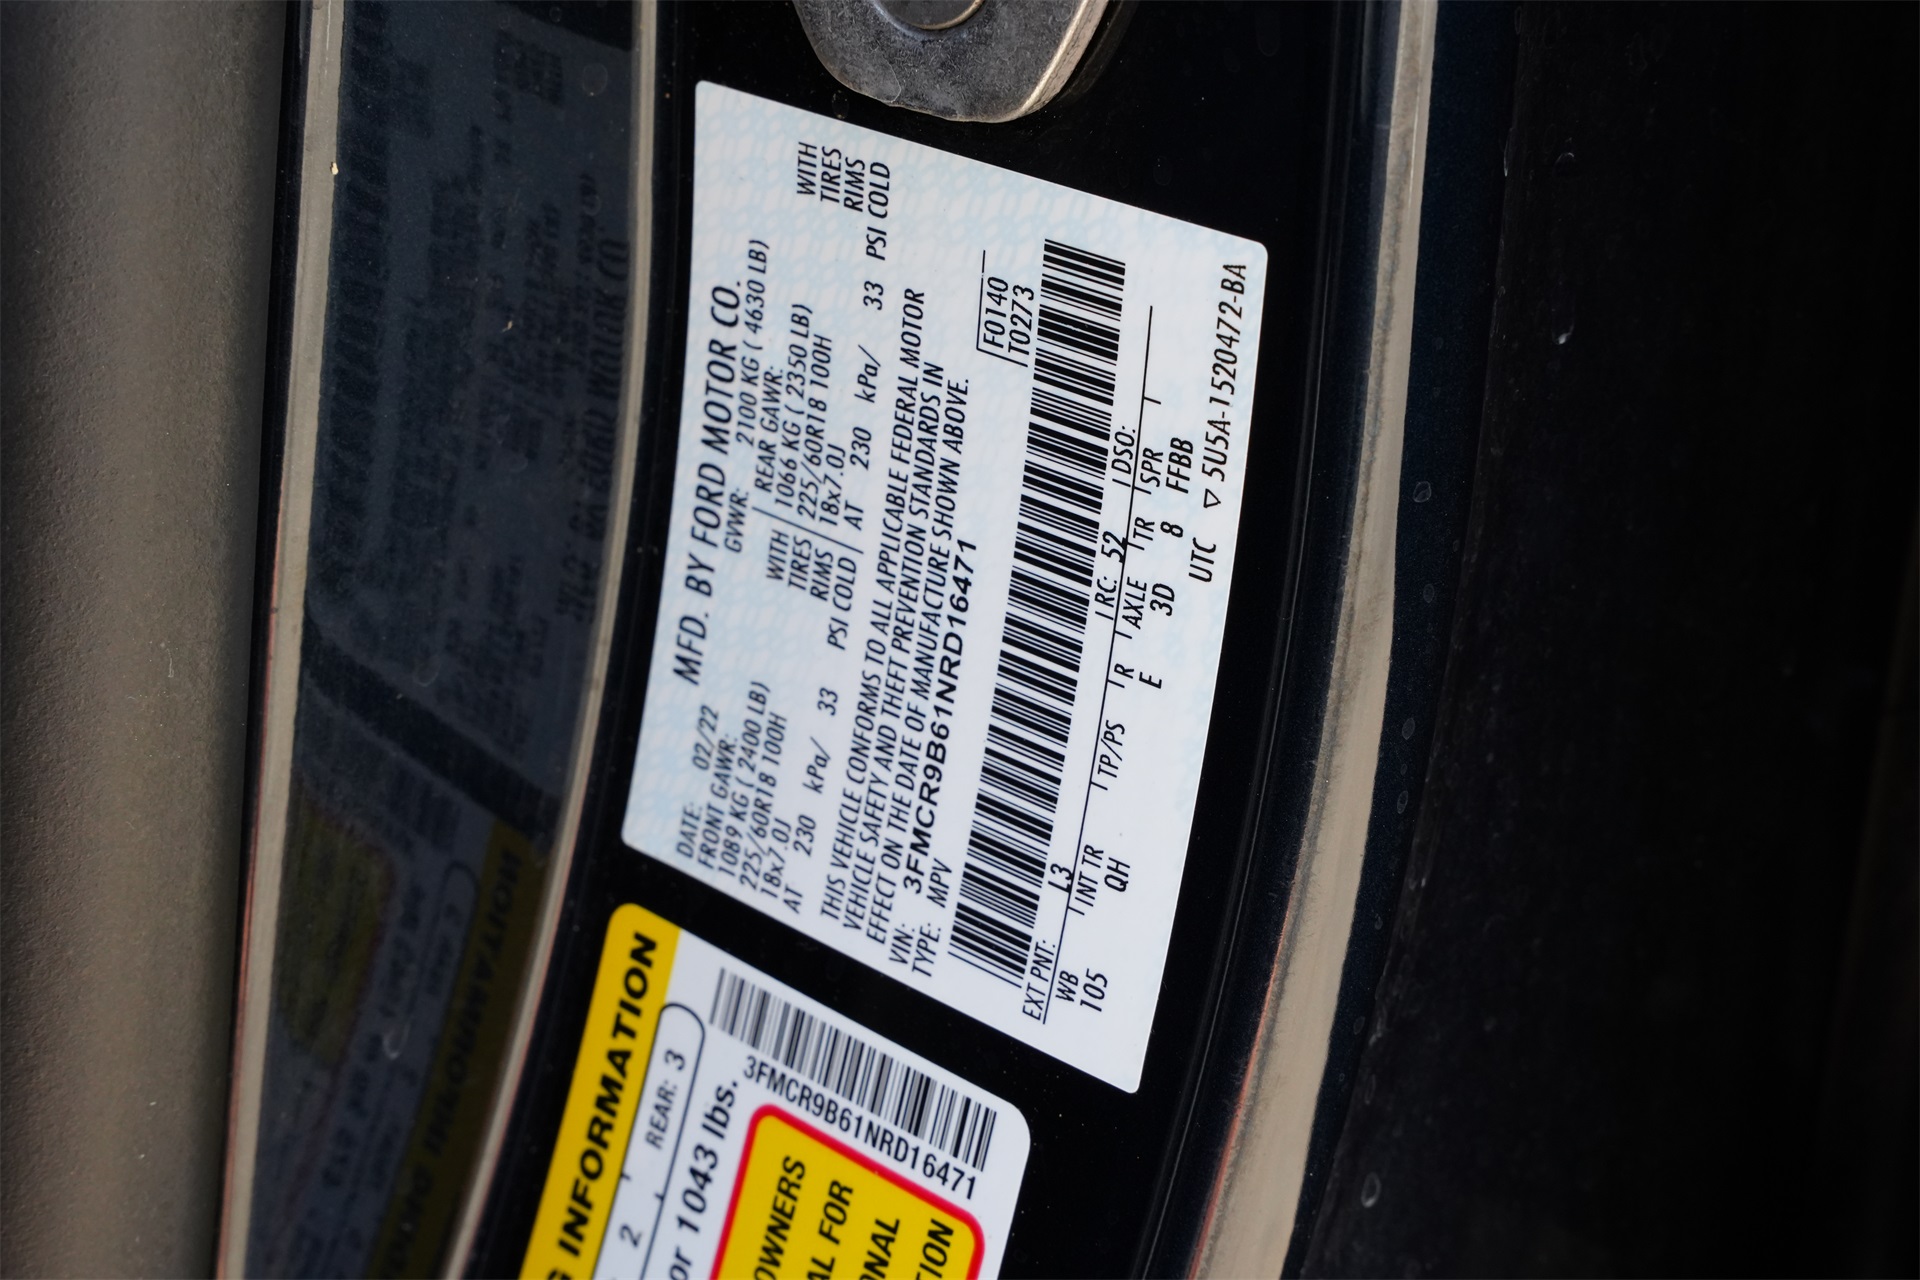 MFD. BY FORD MOTOR CO.
DATE: 02/22 GVWR: 2100 KG ( 4630 LB)
FRONT GAWR: REAR GAWR:
1089 KG ( 2400 LB) WITH 1066 KG ( 2350 LB) WITH
225/60R18 100H TIRES 225/60R18 100H TIRES
18x7.0J RIMS 18x7.0J RIMS
AT 230 kPa/ 33 PSI COLD AT 230 kPa/ 33 PSI COLD
THIS VEHICLE CONFORMS TO ALL APPLICABLE FEDERAL MOTOR
VEHICLE SAFETY AND THEFT PREVENTION STANDARDS IN
EFFECT ON THE DATE OF MANUFACTURE SHOWN ABOVE.
VIN: 3FMCR9B61NRD16471
TYPE: MPV
F0140
T0273
EXT PNT: L3 RC: 52 DSO:
WB INT TR TP/PS R AXLE TR SPR
105 QH E 3D 8 FFBB
UTC ▽ 5U5A-1520472-BA
INFORMATION
2 REAR: 3
or 1043 lbs.
3FMCR9B61NRD16471
OWNERS
AL FOR
ONAL
TION